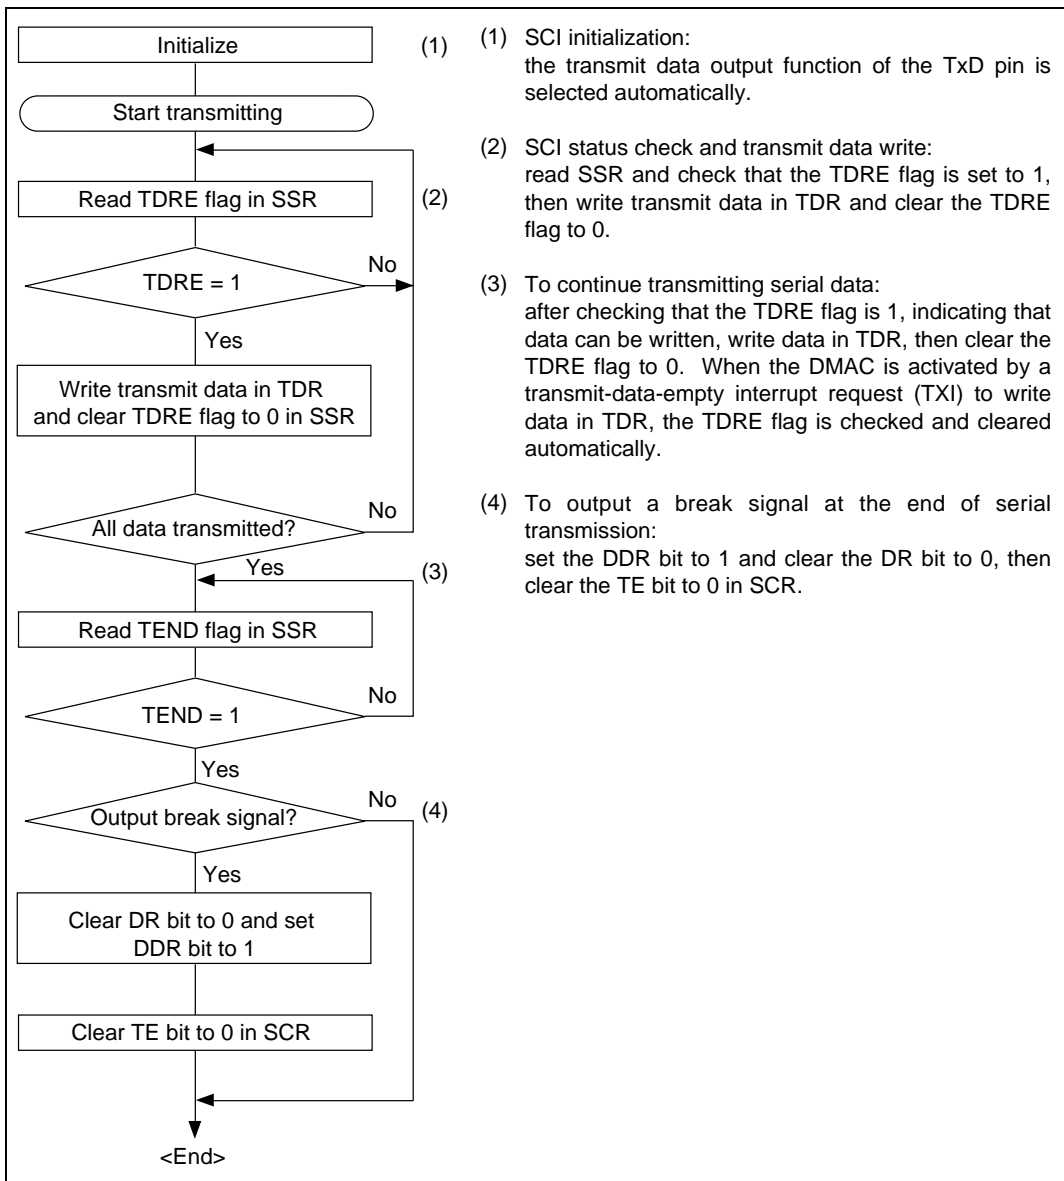 Initialize
(1)
Start transmitting
Read TDRE flag in SSR
(2)
TDRE = 1
No
Yes
Write transmit data in TDR
and clear TDRE flag to 0 in SSR
All data transmitted?
No
Yes
(3)
Read TEND flag in SSR
TEND = 1
No
Yes
Output break signal?
No
(4)
Yes
Clear DR bit to 0 and set
DDR bit to 1
Clear TE bit to 0 in SCR
<End>
(1) SCI initialization:
the transmit data output function of the TxD pin is
selected automatically.
(2) SCI status check and transmit data write:
read SSR and check that the TDRE flag is set to 1,
then write transmit data in TDR and clear the TDRE
flag to 0.
(3) To continue transmitting serial data:
after checking that the TDRE flag is 1, indicating that
data can be written, write data in TDR, then clear the
TDRE flag to 0. When the DMAC is activated by a
transmit-data-empty interrupt request (TXI) to write
data in TDR, the TDRE flag is checked and cleared
automatically.
(4) To output a break signal at the end of serial
transmission:
set the DDR bit to 1 and clear the DR bit to 0, then
clear the TE bit to 0 in SCR.